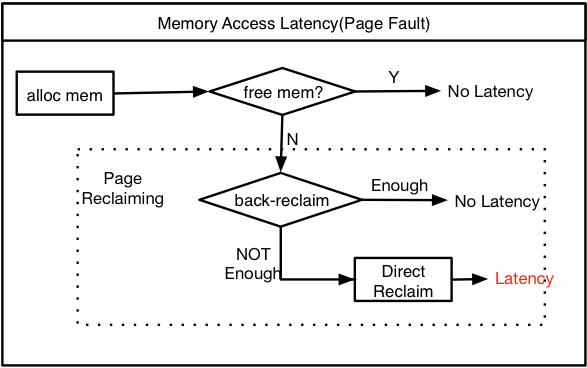 Memory Access Latency(Page Fault)
alloc mem
free mem?
Y
No Latency
N
Page
Reclaiming
back-reclaim
Enough
No Latency
NOT
Enough
Direct
Reclaim
Latency